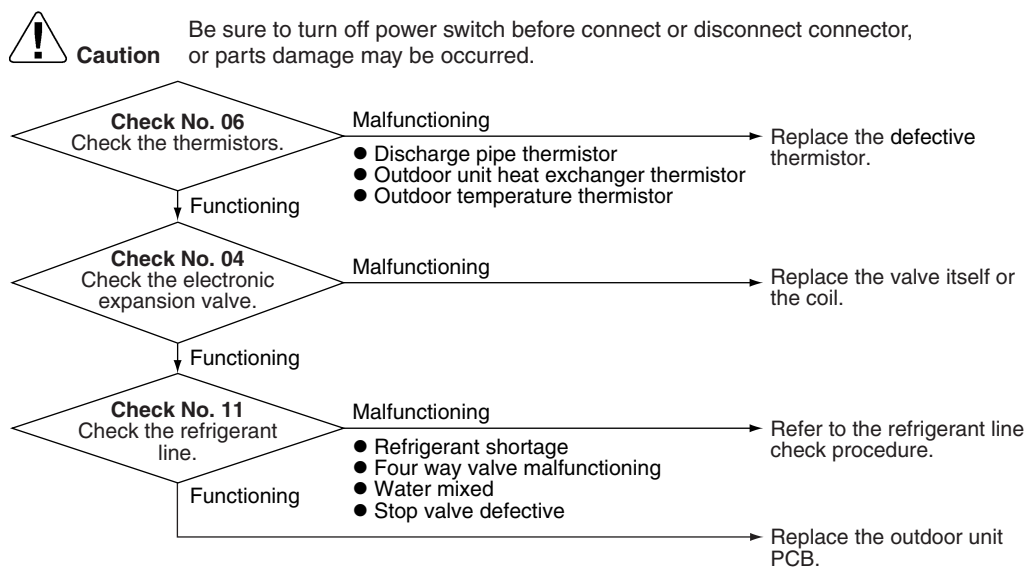 Be sure to turn off power switch before connect or disconnect connector,
Caution or parts damage may be occurred.
Check No. 06
Check the thermistors.
Malfunctioning
● Discharge pipe thermistor
● Outdoor unit heat exchanger thermistor
● Outdoor temperature thermistor
Replace the defective
thermistor.
Functioning
Check No. 04
Check the electronic
expansion valve.
Malfunctioning
Replace the valve itself or
the coil.
Functioning
Check No. 11
Check the refrigerant
line.
Malfunctioning
● Refrigerant shortage
● Four way valve malfunctioning
● Water mixed
● Stop valve defective
Refer to the refrigerant line
check procedure.
Functioning
Replace the outdoor unit
PCB.